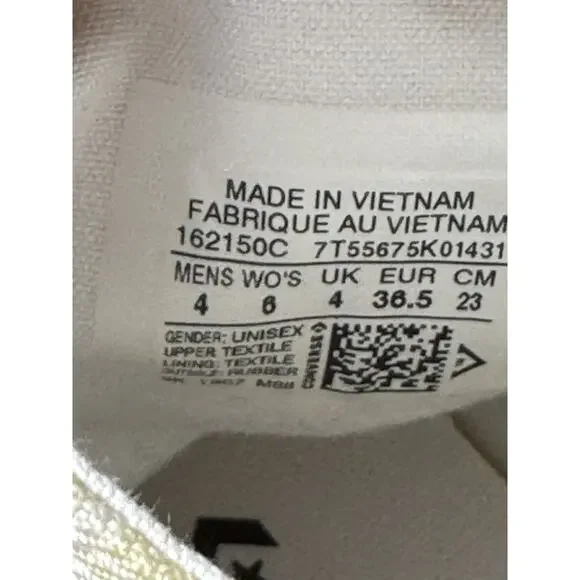 MADE IN VIETNAM
FABRIQUE AU VIETNAM
162150C 7T55675K01431
MENS WO'S UK EUR CM
4 6 4 36.5 23
GENDER: UNISEX
UPPER TEXTILE
LINING: TEXTILE
OUTSOLE: RUBBER
CONVERSE